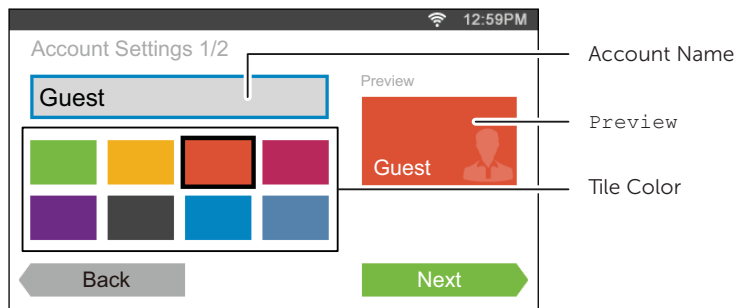 12:59PM
Account Settings 1/2
Account Name
Guest
Preview
Preview
Guest
Tile Color
Back
Next